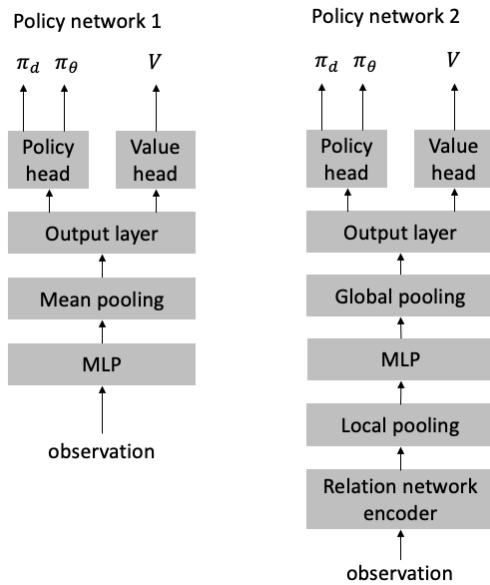 Policy network 1
π_d π_θ V
Policy
head
Value
head
Output layer
Mean pooling
MLP
observation
Policy network 2
π_d π_θ V
Policy
head
Value
head
Output layer
Global pooling
MLP
Local pooling
Relation network
encoder
observation